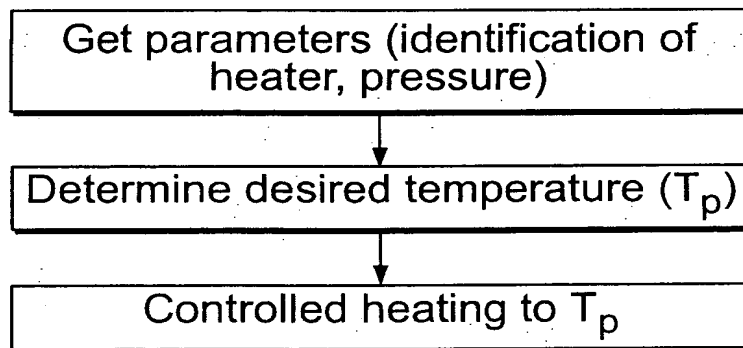 Get parameters (identification of
heater, pressure)
Determine desired temperature (Tp)
Controlled heating to Tp